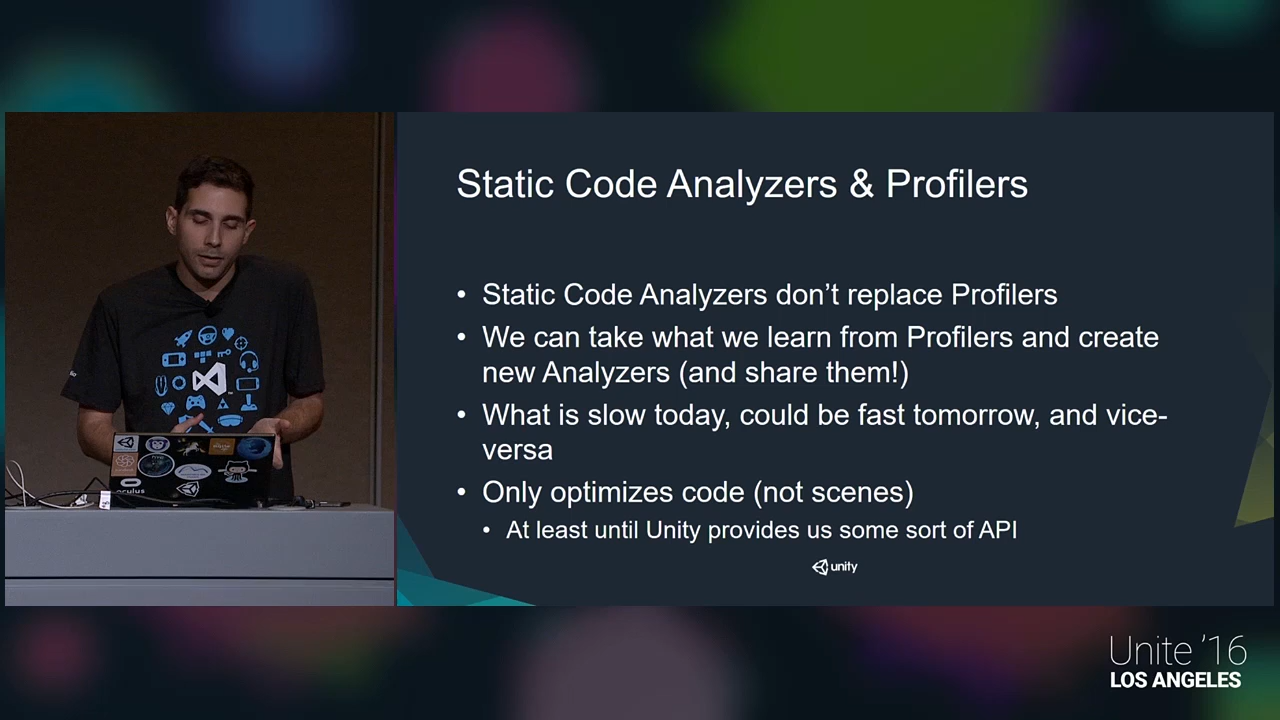 Static Code Analyzers & Profilers
• Static Code Analyzers don’t replace Profilers
• We can take what we learn from Profilers and create
new Analyzers (and share them!)
• What is slow today, could be fast tomorrow, and vice-
versa
• Only optimizes code (not scenes)
• At least until Unity provides us some sort of API
unity
oculus
Unite ’16
LOS ANGELES